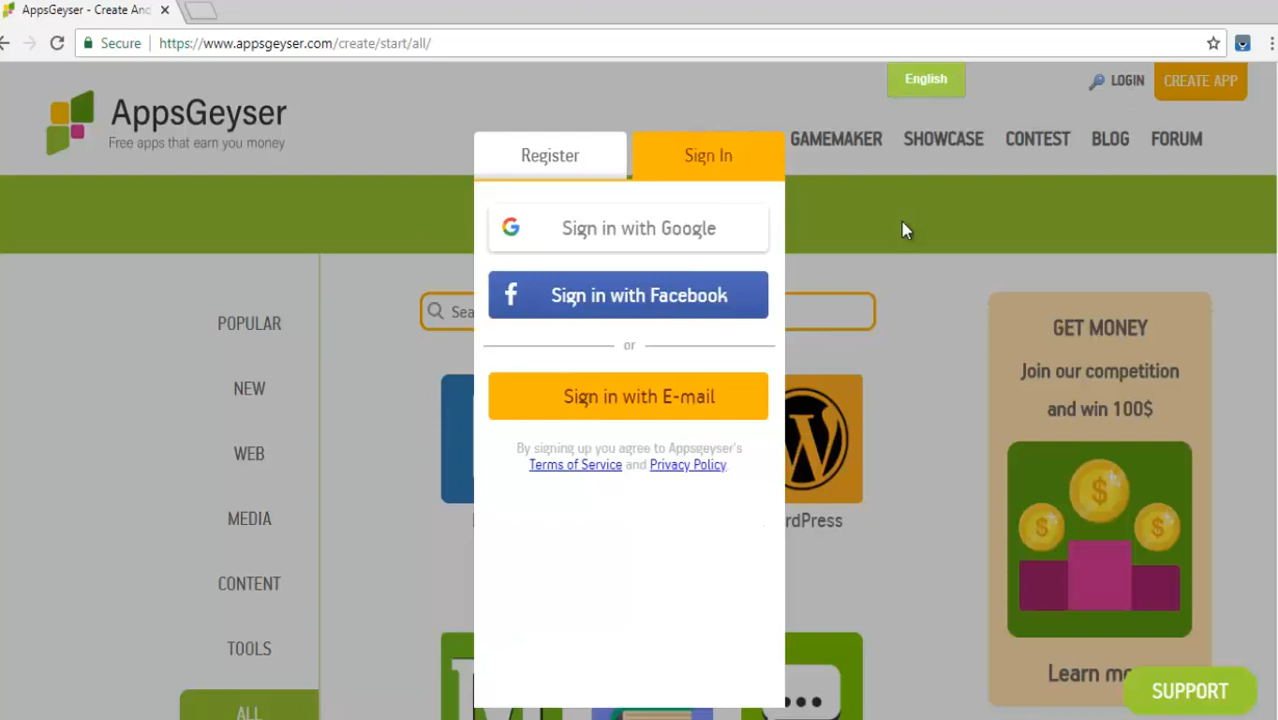 AppsGeyser - Create And
Secure
https://www.appsgeyser.com/create/start/all/
English
LOGIN
CREATE APP
AppsGeyser
Free apps that earn you money
GAMEMAKER
SHOWCASE
CONTEST
BLOG
FORUM
Register
Sign In
Sign in with Google
Sign in with Facebook
or
Sign in with E-mail
By signing up you agree to Appsgeyser's
Terms of Service and Privacy Policy
POPULAR
NEW
WEB
MEDIA
CONTENT
TOOLS
ALL
Sea
rdPress
GET MONEY
Join our competition
and win 100$
Learn mo
SUPPORT